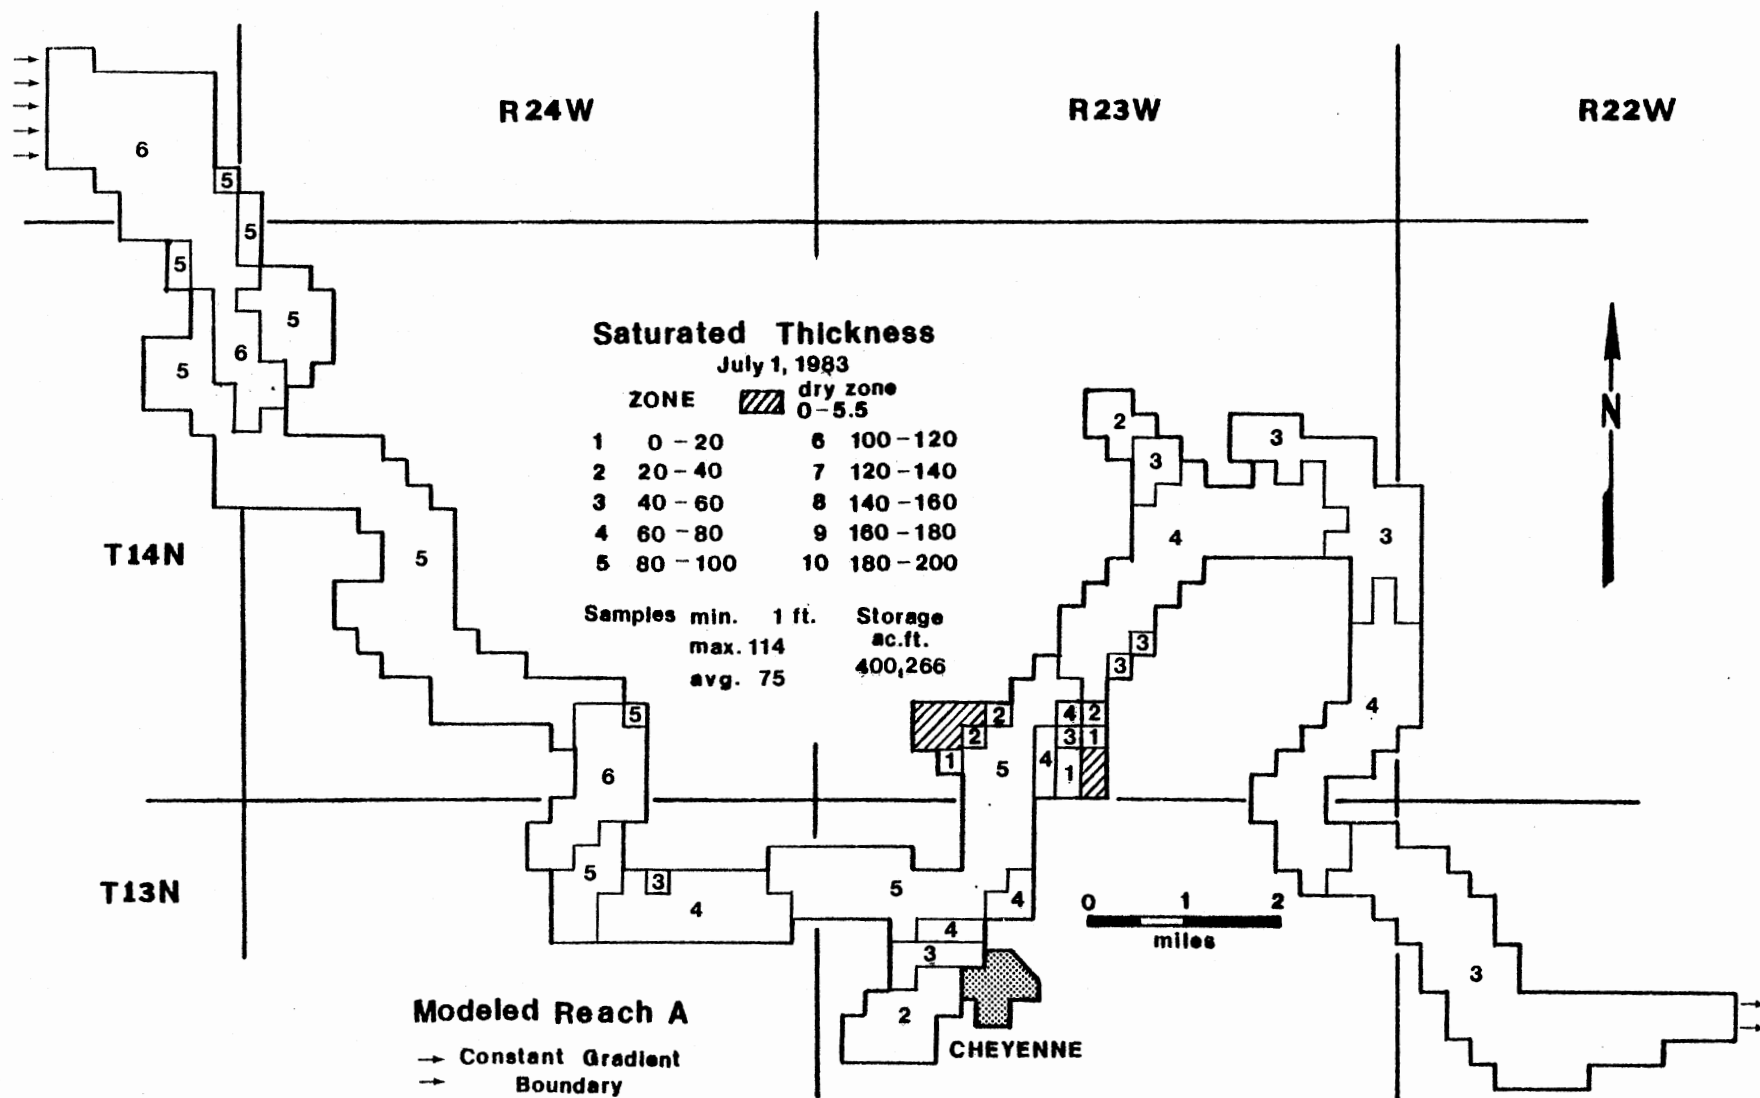 R24W
R23W
R22W
6
5
5
5
5
5
6
Saturated Thickness
July 1, 1983
ZONE
dry zone
0-5.5
1 0-20 6 100-120
2 20-40 7 120-140
3 40-60 8 140-160
4 60-80 9 160-180
5 80-100 10 180-200
Samples min. 1 ft. Storage
max. 114 ac.ft.
avg. 75 400,266
N
2
3
3
T14N
5
4
3
3
3
5
2
4
2
4
2
3
1
1
5
4
1
6
T13N
5
3
4
5
4
4
3
2
0 1 2
miles
3
Modeled Reach A
→ Constant Gradient
→ Boundary
CHEYENNE